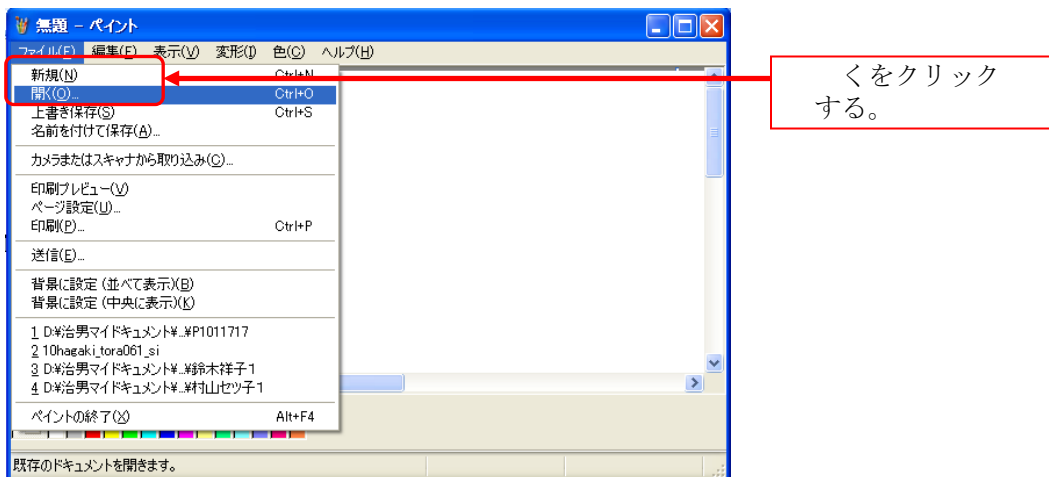 無題 - ペイント
ファイル(F) 編集(E) 表示(V) 変形(I) 色(C) ヘルプ(H)
新規(N) Ctrl+N
開く(O)... Ctrl+O
上書き保存(S) Ctrl+S
名前を付けて保存(A)...
カメラまたはスキャナから取り込み(C)...
印刷プレビュー(V)
ページ設定(U)...
印刷(P)... Ctrl+P
送信(E)...
背景に設定 (並べて表示)(B)
背景に設定 (中央に表示)(K)
1 D:¥治男マイドキュメント¥...¥P1011717
2 10hagaki_tora061_si
3 D:¥治男マイドキュメント¥...¥鈴木祥子1
4 D:¥治男マイドキュメント¥...¥村山セツ子1
ペイントの終了(X) Alt+F4
既存のドキュメントを開きます。
くをクリック
する。